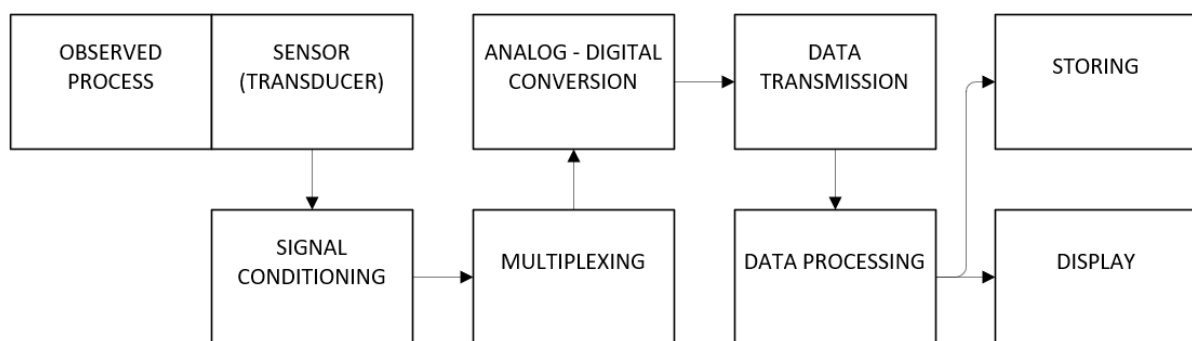 OBSERVED
PROCESS
SENSOR
(TRANSDUCER)
ANALOG - DIGITAL
CONVERSION
DATA
TRANSMISSION
STORING
SIGNAL
CONDITIONING
MULTIPLEXING
DATA PROCESSING
DISPLAY